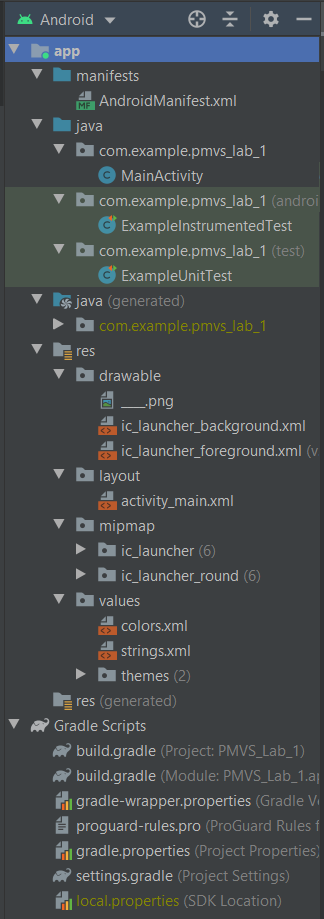 Android
app
manifests
MF AndroidManifest.xml
java
com.example.pmvs_lab_1
C MainActivity
com.example.pmvs_lab_1 (androi
C ExampleInstrumentedTest
com.example.pmvs_lab_1 (test)
C ExampleUnitTest
java (generated)
com.example.pmvs_lab_1
res
drawable
___.png
ic_launcher_background.xml
ic_launcher_foreground.xml (v
layout
activity_main.xml
mipmap
ic_launcher (6)
ic_launcher_round (6)
values
colors.xml
strings.xml
themes (2)
res (generated)
Gradle Scripts
build.gradle (Project: PMVS_Lab_1)
build.gradle (Module: PMVS_Lab_1.ap
gradle-wrapper.properties (Gradle Ve
proguard-rules.pro (ProGuard Rules f
gradle.properties (Project Properties)
settings.gradle (Project Settings)
local.properties (SDK Location)